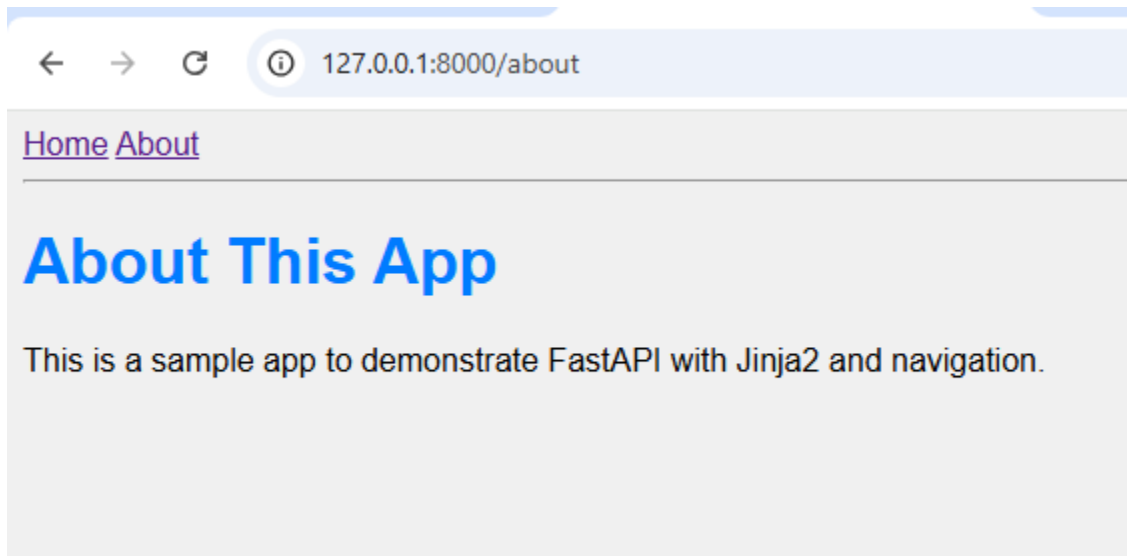 127.0.0.1:8000/about
Home About
About This App
This is a sample app to demonstrate FastAPI with Jinja2 and navigation.